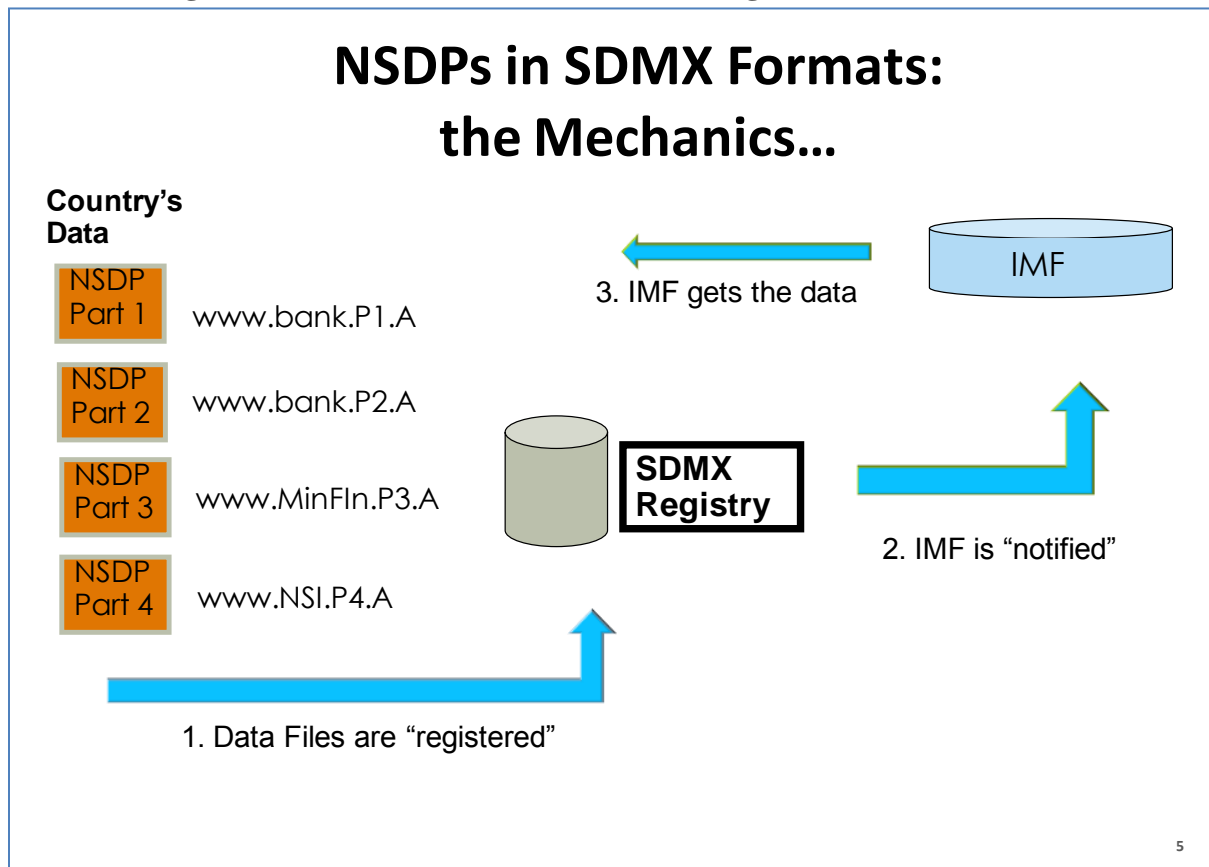 NSDPs in SDMX Formats:
the Mechanics…
Country's
Data
NSDP
Part 1
www.bank.P1.A
NSDP
Part 2
www.bank.P2.A
NSDP
Part 3
www.MinFIn.P3.A
NSDP
Part 4
www.NSI.P4.A
3. IMF gets the data
IMF
SDMX
Registry
2. IMF is “notified”
1. Data Files are “registered”
5